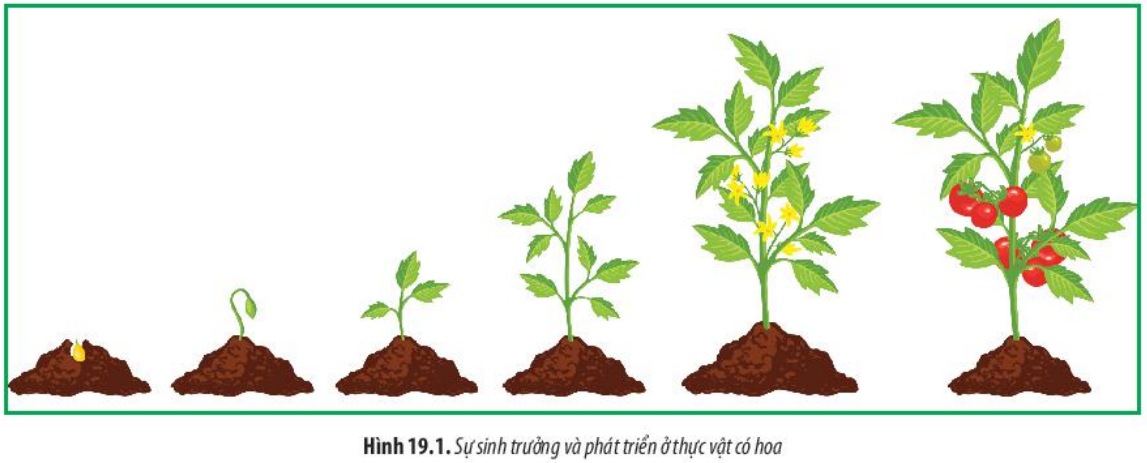 Hình 19.1. Sự sinh trưởng và phát triển ở thực vật có hoa